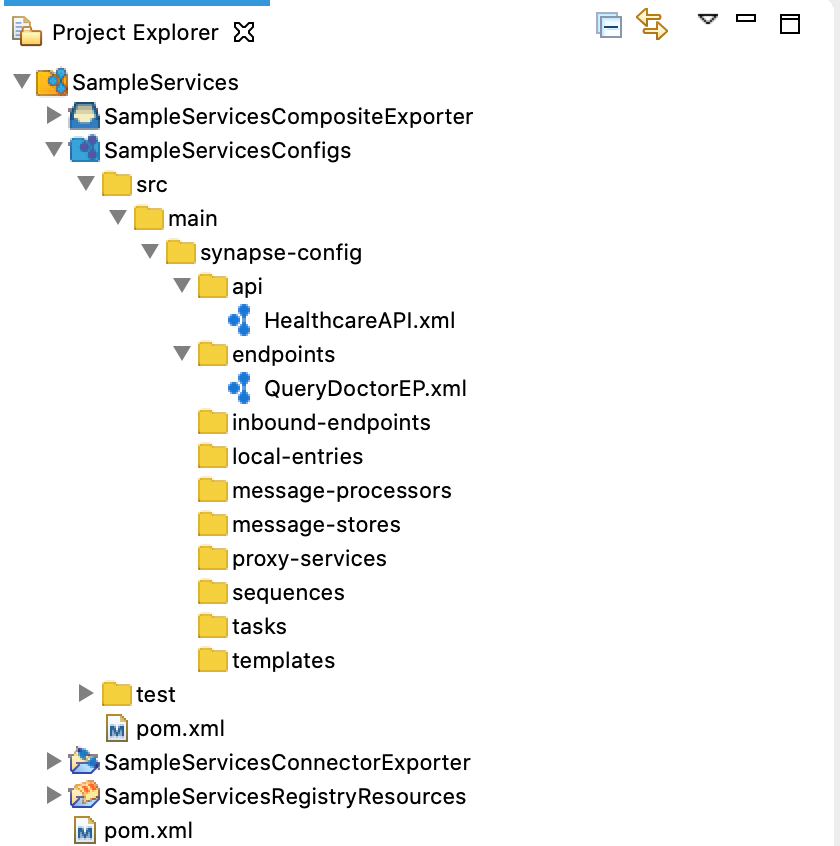 Project Explorer
SampleServices
SampleServicesCompositeExporter
SampleServicesConfigs
src
main
synapse-config
api
HealthcareAPI.xml
endpoints
QueryDoctorEP.xml
inbound-endpoints
local-entries
message-processors
message-stores
proxy-services
sequences
tasks
templates
test
M pom.xml
SampleServicesConnectorExporter
SampleServicesRegistryResources
M pom.xml